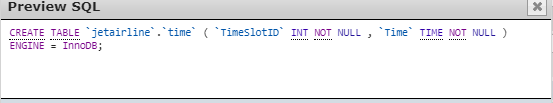 Preview SQL
CREATE TABLE `jetairline`.`time` ( `TimeSlotID` INT NOT NULL , `Time` TIME NOT NULL )
ENGINE = InnoDB;